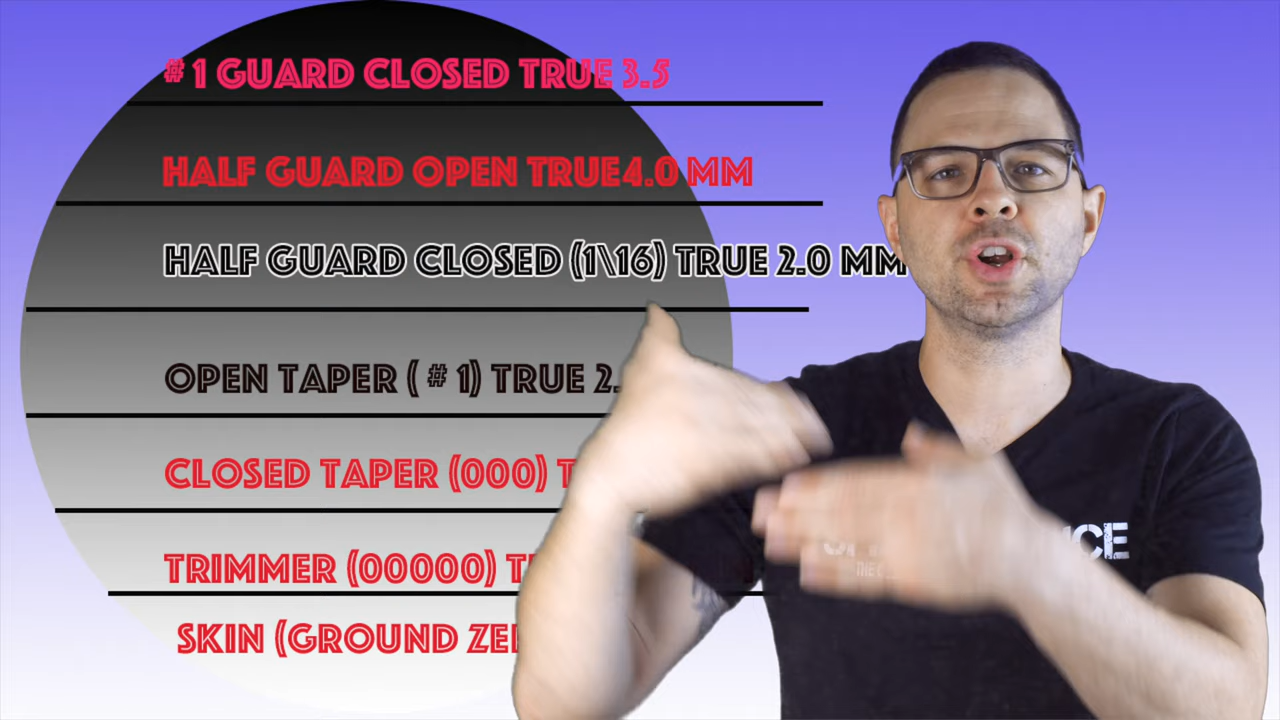 # 1 GUARD CLOSED TRUE 3.5
HALF GUARD OPEN TRUE4.0 MM
HALF GUARD CLOSED (1\16) TRUE 2.0 MM
OPEN TAPER ( # 1) TRUE 2.
CLOSED TAPER (000)
TRIMMER (00000)
SKIN (GROUND